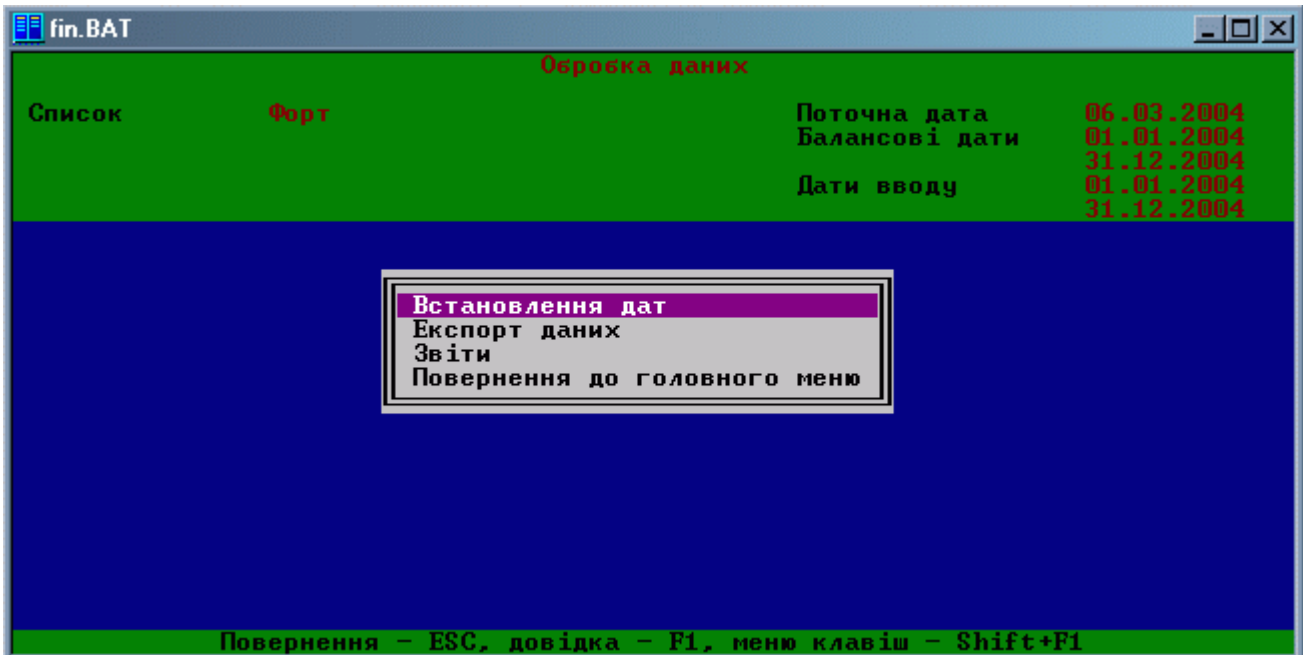 fin.BAT
Обробка даних
Список Форт Поточна дата 06.03.2004
Балансові дати 01.01.2004
31.12.2004
Дати вводу 01.01.2004
31.12.2004
Встановлення дат
Експорт даних
Звіти
Повернення до головного меню
Повернення - ESC, довідка - F1, меню клавіш - Shift+F1